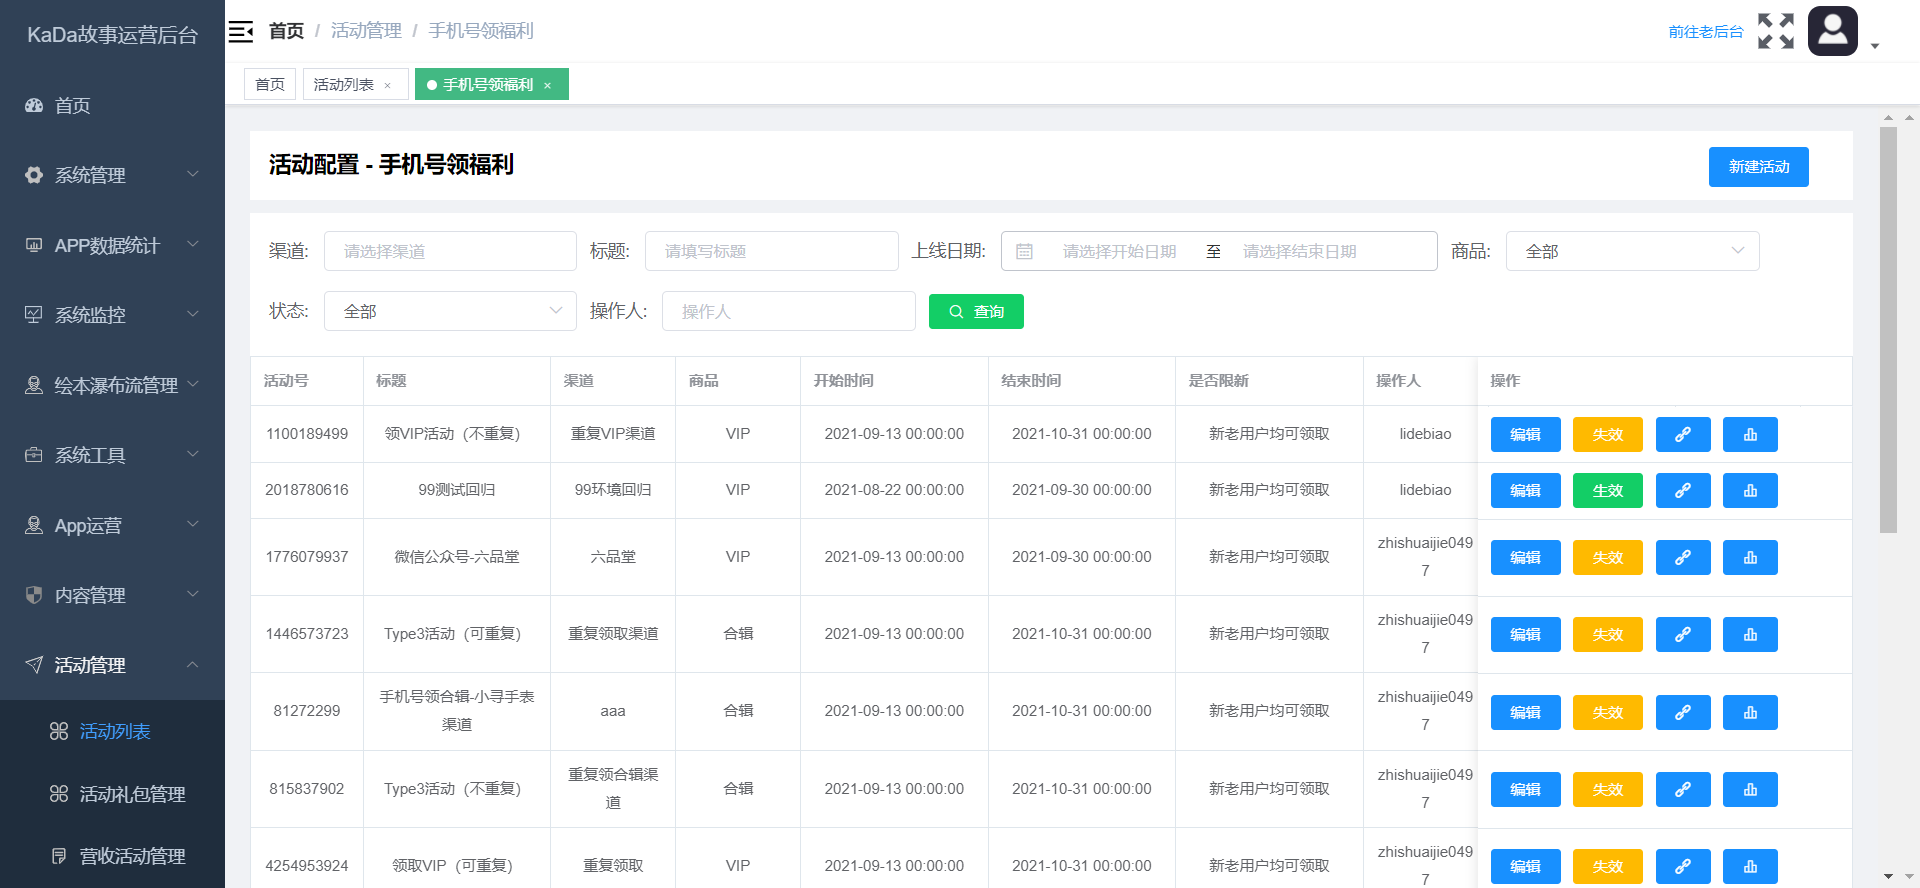 KaDa故事运营后台
首页
系统管理
APP数据统计
系统监控
绘本瀑布流管理
系统工具
App运营
内容管理
活动管理
活动列表
活动礼包管理
营收活动管理
首页 / 活动管理 / 手机号领福利
前往老后台
首页 活动列表 × 手机号领福利 ×
活动配置 - 手机号领福利
新建活动
渠道: 请选择渠道 标题: 请填写标题 上线日期: 请选择开始日期 至 请选择结束日期 商品: 全部
状态: 全部 操作人: 操作人 查询
活动号 标题 渠道 商品 开始时间 结束时间 是否限新 操作人 操作
1100189499 领VIP活动（不重复） 重复VIP渠道 VIP 2021-09-13 00:00:00 2021-10-31 00:00:00 新老用户均可领取 lidebiao 编辑 失效
2018780616 99测试回归 99环境回归 VIP 2021-08-22 00:00:00 2021-09-30 00:00:00 新老用户均可领取 lidebiao 编辑 生效
1776079937 微信公众号-六品堂 六品堂 VIP 2021-09-13 00:00:00 2021-09-30 00:00:00 新老用户均可领取 zhishuaijie049
7 编辑 失效
1446573723 Type3活动（可重复） 重复领取渠道 合辑 2021-09-13 00:00:00 2021-10-31 00:00:00 新老用户均可领取 zhishuaijie049
7 编辑 失效
81272299 手机号领合辑-小寻手表
渠道 aaa 合辑 2021-09-13 00:00:00 2021-10-31 00:00:00 新老用户均可领取 zhishuaijie049
7 编辑 失效
815837902 Type3活动（不重复） 重复领合辑渠
道 合辑 2021-09-13 00:00:00 2021-10-31 00:00:00 新老用户均可领取 zhishuaijie049
7 编辑 失效
4254953924 领取VIP（可重复） 重复领取 VIP 2021-09-13 00:00:00 2021-10-31 00:00:00 新老用户均可领取 zhishuaijie049
7 编辑 失效